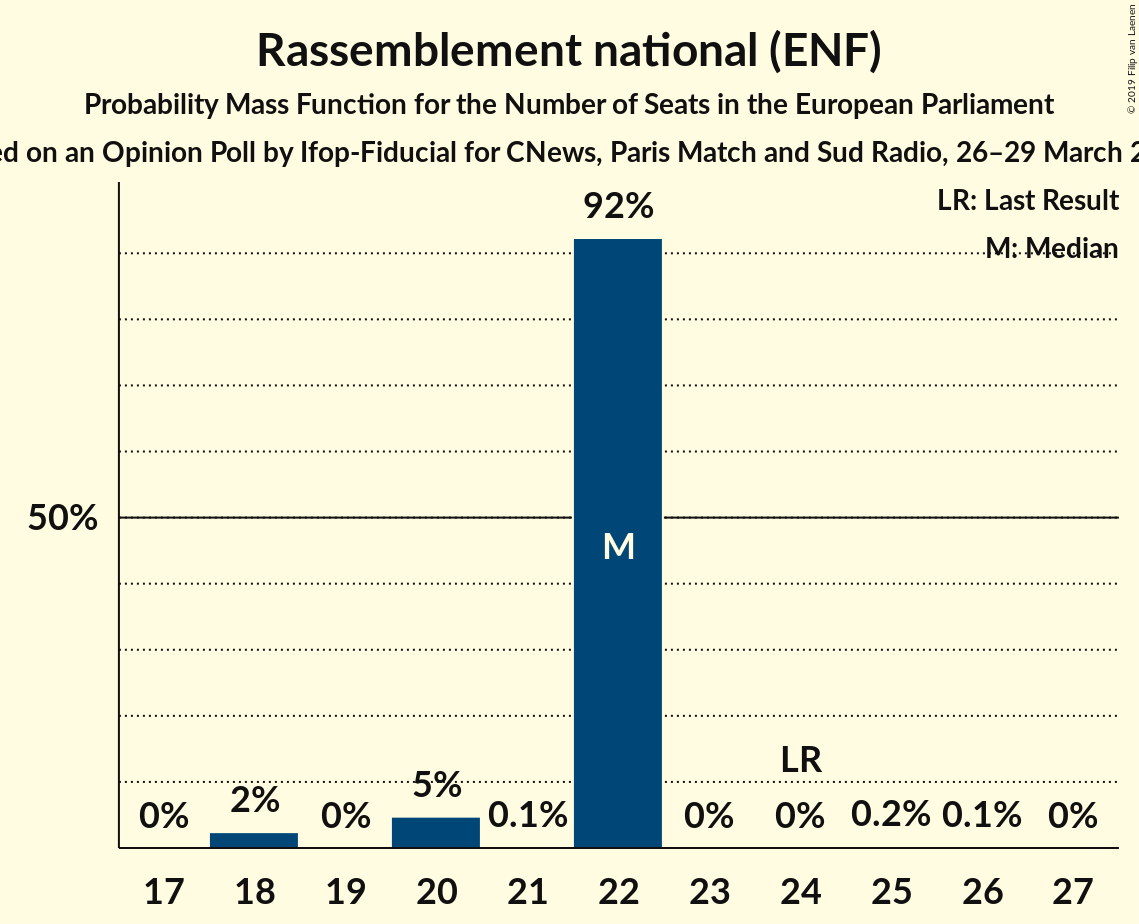 Rassemblement national (ENF)
Probability Mass Function for the Number of Seats in the European Parliament
on an Opinion Poll by Ifop-Fiducial for CNews, Paris Match and Sud Radio, 26–29 March
© 2019 Filip van Laenen
LR: Last Result
M: Median
92%
50%
M
LR
0% 2% 0% 5% 0.1% 0% 0% 0.2% 0.1% 0%
17 18 19 20 21 22 23 24 25 26 27